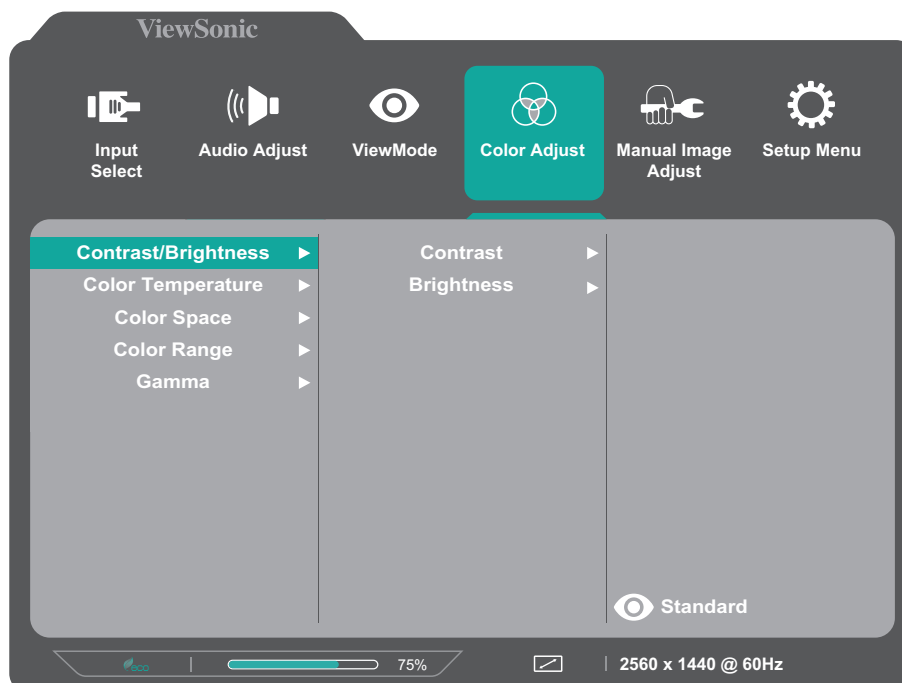 ViewSonic
Input Select
Audio Adjust
ViewMode
Color Adjust
Manual Image Adjust
Setup Menu
Contrast/Brightness
Color Temperature
Color Space
Color Range
Gamma
Contrast
Brightness
Standard
eco
75%
2560 x 1440 @ 60Hz